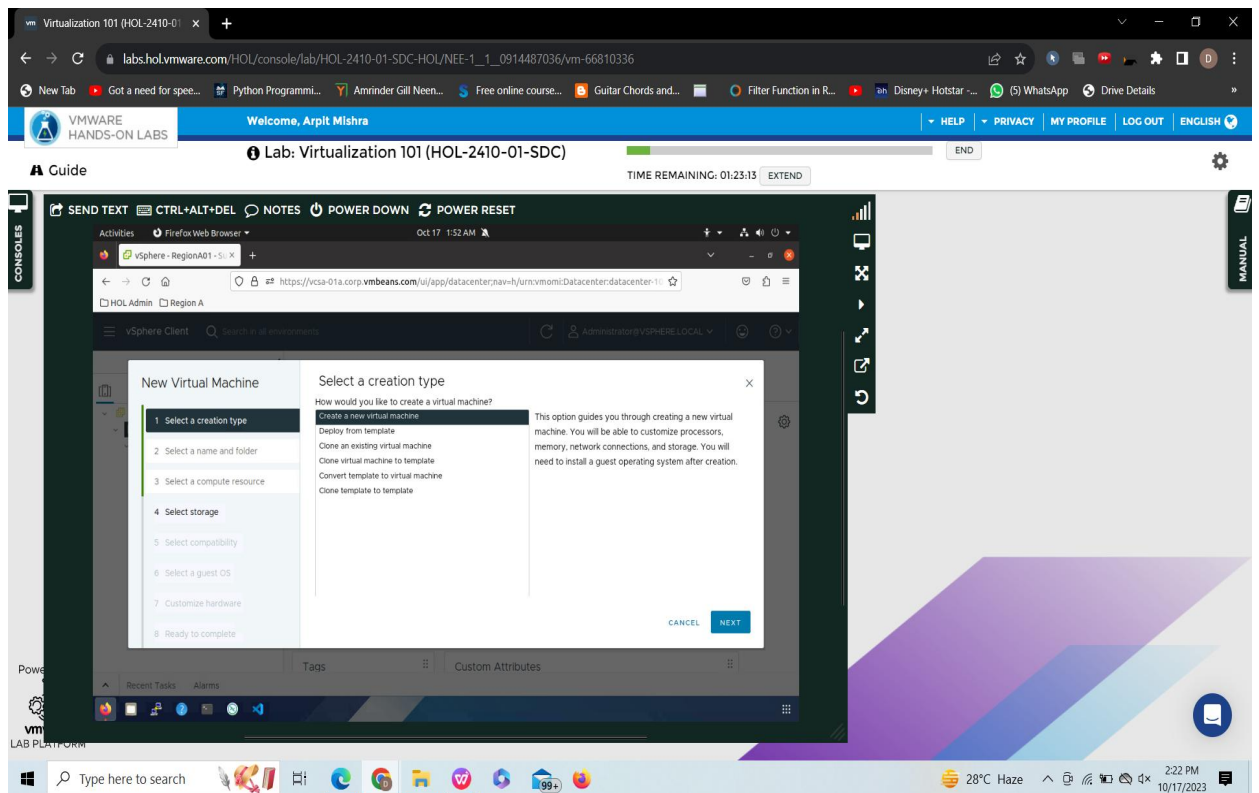 Virtualization 101 (HOL-2410-01
labs.hol.vmware.com/HOL/console/lab/HOL-2410-01-SDC-HOL/NEE-1__1_0914487036/vm-66810336
D
New Tab Got a need for spee... Python Programmi... Amrinder Gill Neen... Free online course... Guitar Chords and... Filter Function in R... Disney+ Hotstar -... (5) WhatsApp Drive Details »
VMWARE
HANDS-ON LABS
Welcome, Arpit Mishra
HELP PRIVACY MY PROFILE LOG OUT ENGLISH
Guide
Lab: Virtualization 101 (HOL-2410-01-SDC)
TIME REMAINING: 01:23:13 EXTEND
END
CONSOLES
MANUAL
SEND TEXT CTRL+ALT+DEL NOTES POWER DOWN POWER RESET
Activities Firefox Web Browser Oct 17 1:52 AM
vSphere - RegionA01 - Su
https://vcsa-01a.corp.vmbeans.com/ui/app/datacenter;nav=h/urn:vmomi:Datacenter:datacenter-10
HOL Admin Region A
vSphere Client Search in all environments Administrator@VSPHERE.LOCAL
New Virtual Machine
1 Select a creation type
2 Select a name and folder
3 Select a compute resource
4 Select storage
5 Select compatibility
6 Select a guest OS
7 Customize hardware
8 Ready to complete
Select a creation type
How would you like to create a virtual machine?
Create a new virtual machine
Deploy from template
Clone an existing virtual machine
Clone virtual machine to template
Convert template to virtual machine
Clone template to template
This option guides you through creating a new virtual
machine. You will be able to customize processors,
memory, network connections, and storage. You will
need to install a guest operating system after creation.
CANCEL NEXT
Tags Custom Attributes
Recent Tasks Alarms
Powe
vm
LAB PLATFORM
Type here to search
99+
28°C Haze
2:22 PM
10/17/2023